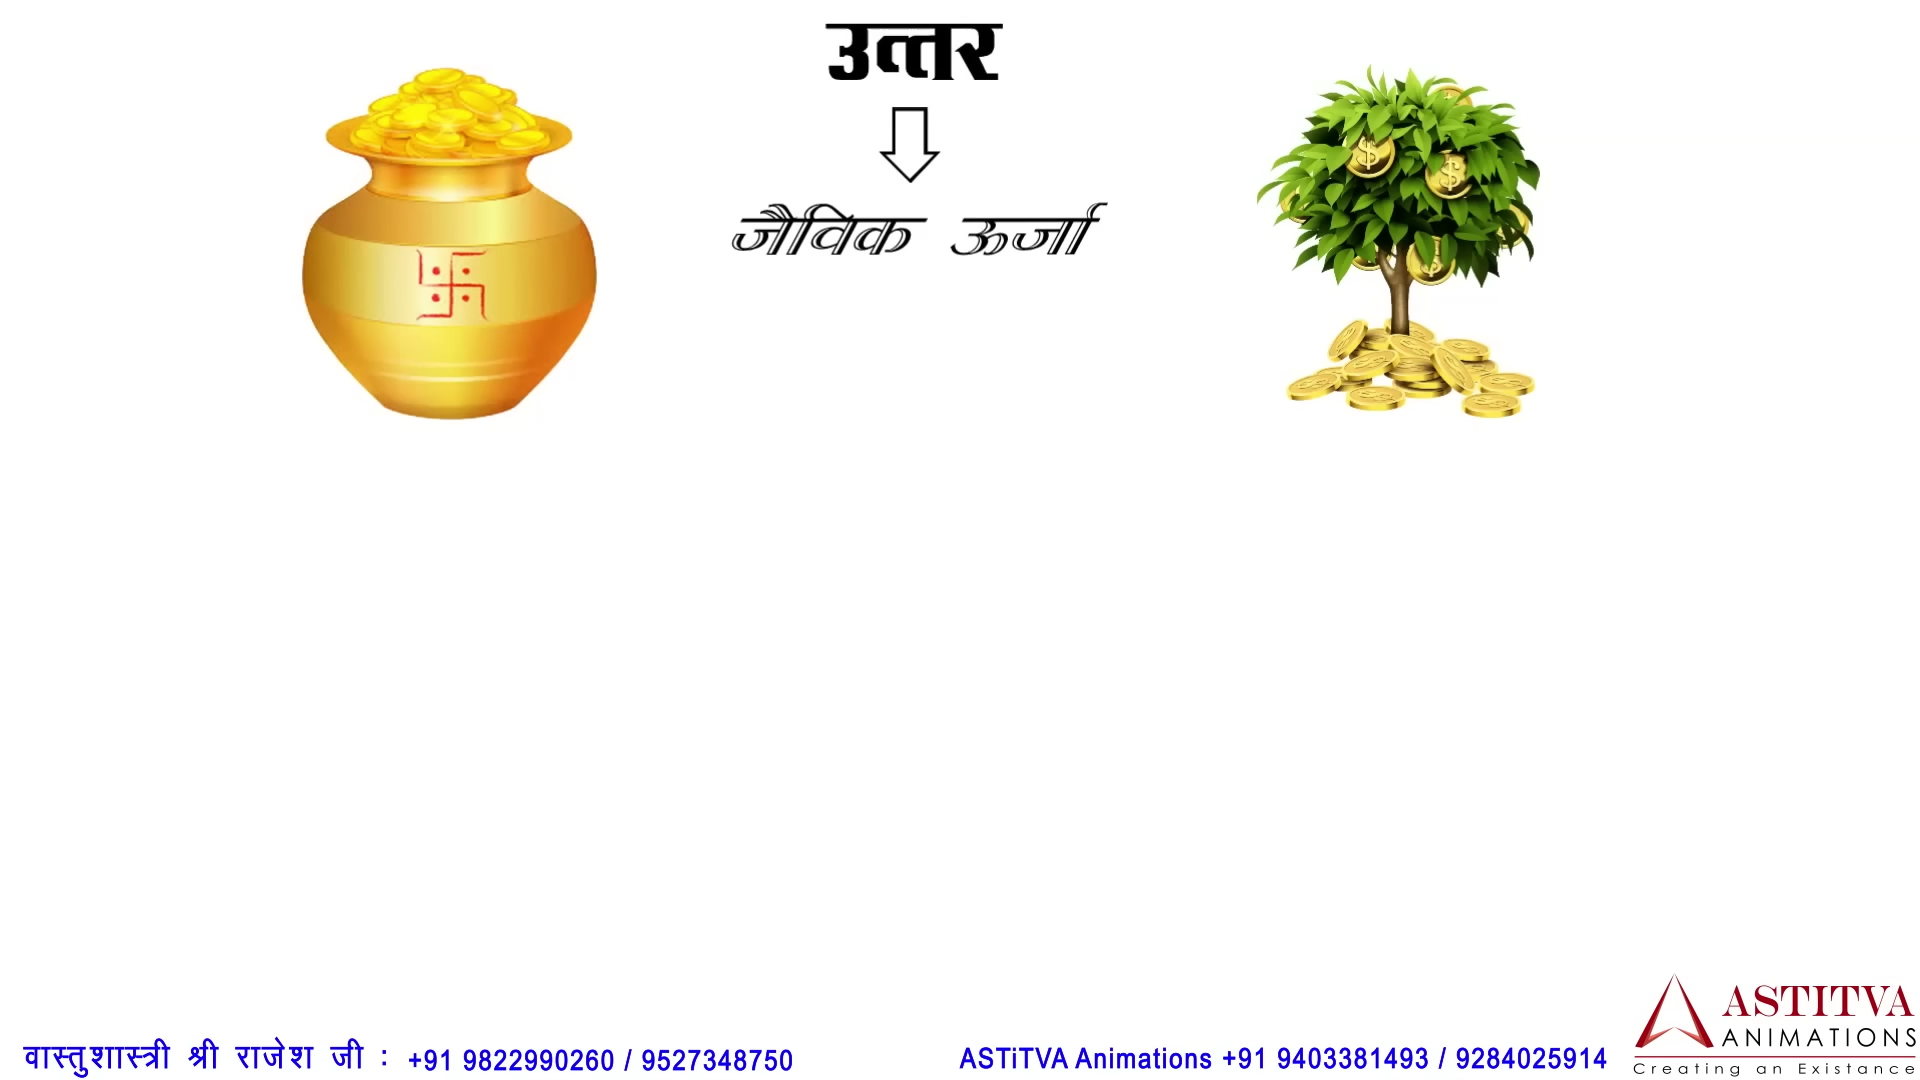 उत्तर
जैविक ऊर्जा
वास्तुशास्त्री श्री राजेश जी : +91 9822990260 / 9527348750
ASTiTVA Animations +91 9403381493 / 9284025914
ASTITVA
ANIMATIONS
Creating an Existance